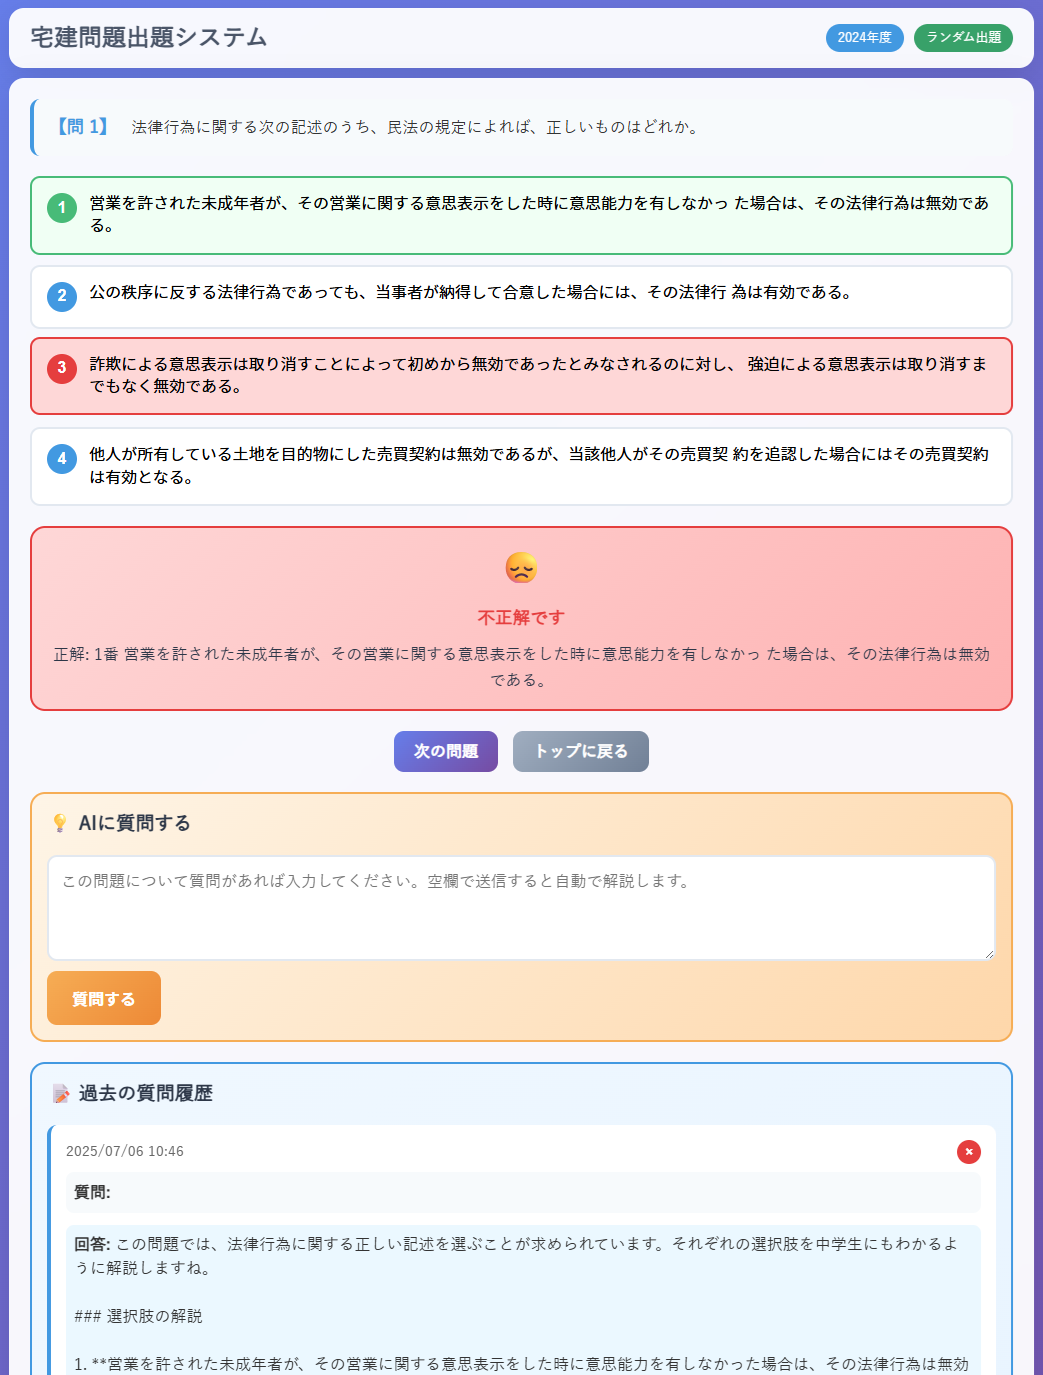 宅建問題出題システム
2024年度
ランダム出題
【問 1】 法律行為に関する次の記述のうち、民法の規定によれば、正しいものはどれか。
1 営業を許された未成年者が、その営業に関する意思表示をした時に意思能力を有しなかっ た場合は、その法律行為は無効であ
る。
2 公の秩序に反する法律行為であっても、当事者が納得して合意した場合には、その法律行 為は有効である。
3 詐欺による意思表示は取り消すことによって初めから無効であったとみなされるのに対し、 強迫による意思表示は取り消すま
でもなく無効である。
4 他人が所有している土地を目的物にした売買契約は無効であるが、当該他人がその売買契 約を追認した場合にはその売買契約
は有効となる。
不正解です
正解: 1番 営業を許された未成年者が、その営業に関する意思表示をした時に意思能力を有しなかっ た場合は、その法律行為は無効
である。
次の問題
トップに戻る
AIに質問する
この問題について質問があれば入力してください。空欄で送信すると自動で解説します。
質問する
過去の質問履歴
2025/07/06 10:46
×
質問:
回答: この問題では、法律行為に関する正しい記述を選ぶことが求められています。それぞれの選択肢を中学生にもわかるよ
うに解説しますね。
### 選択肢の解説
1. **営業を許された未成年者が、その営業に関する意思表示をした時に意思能力を有しなかった場合は、その法律行為は無効